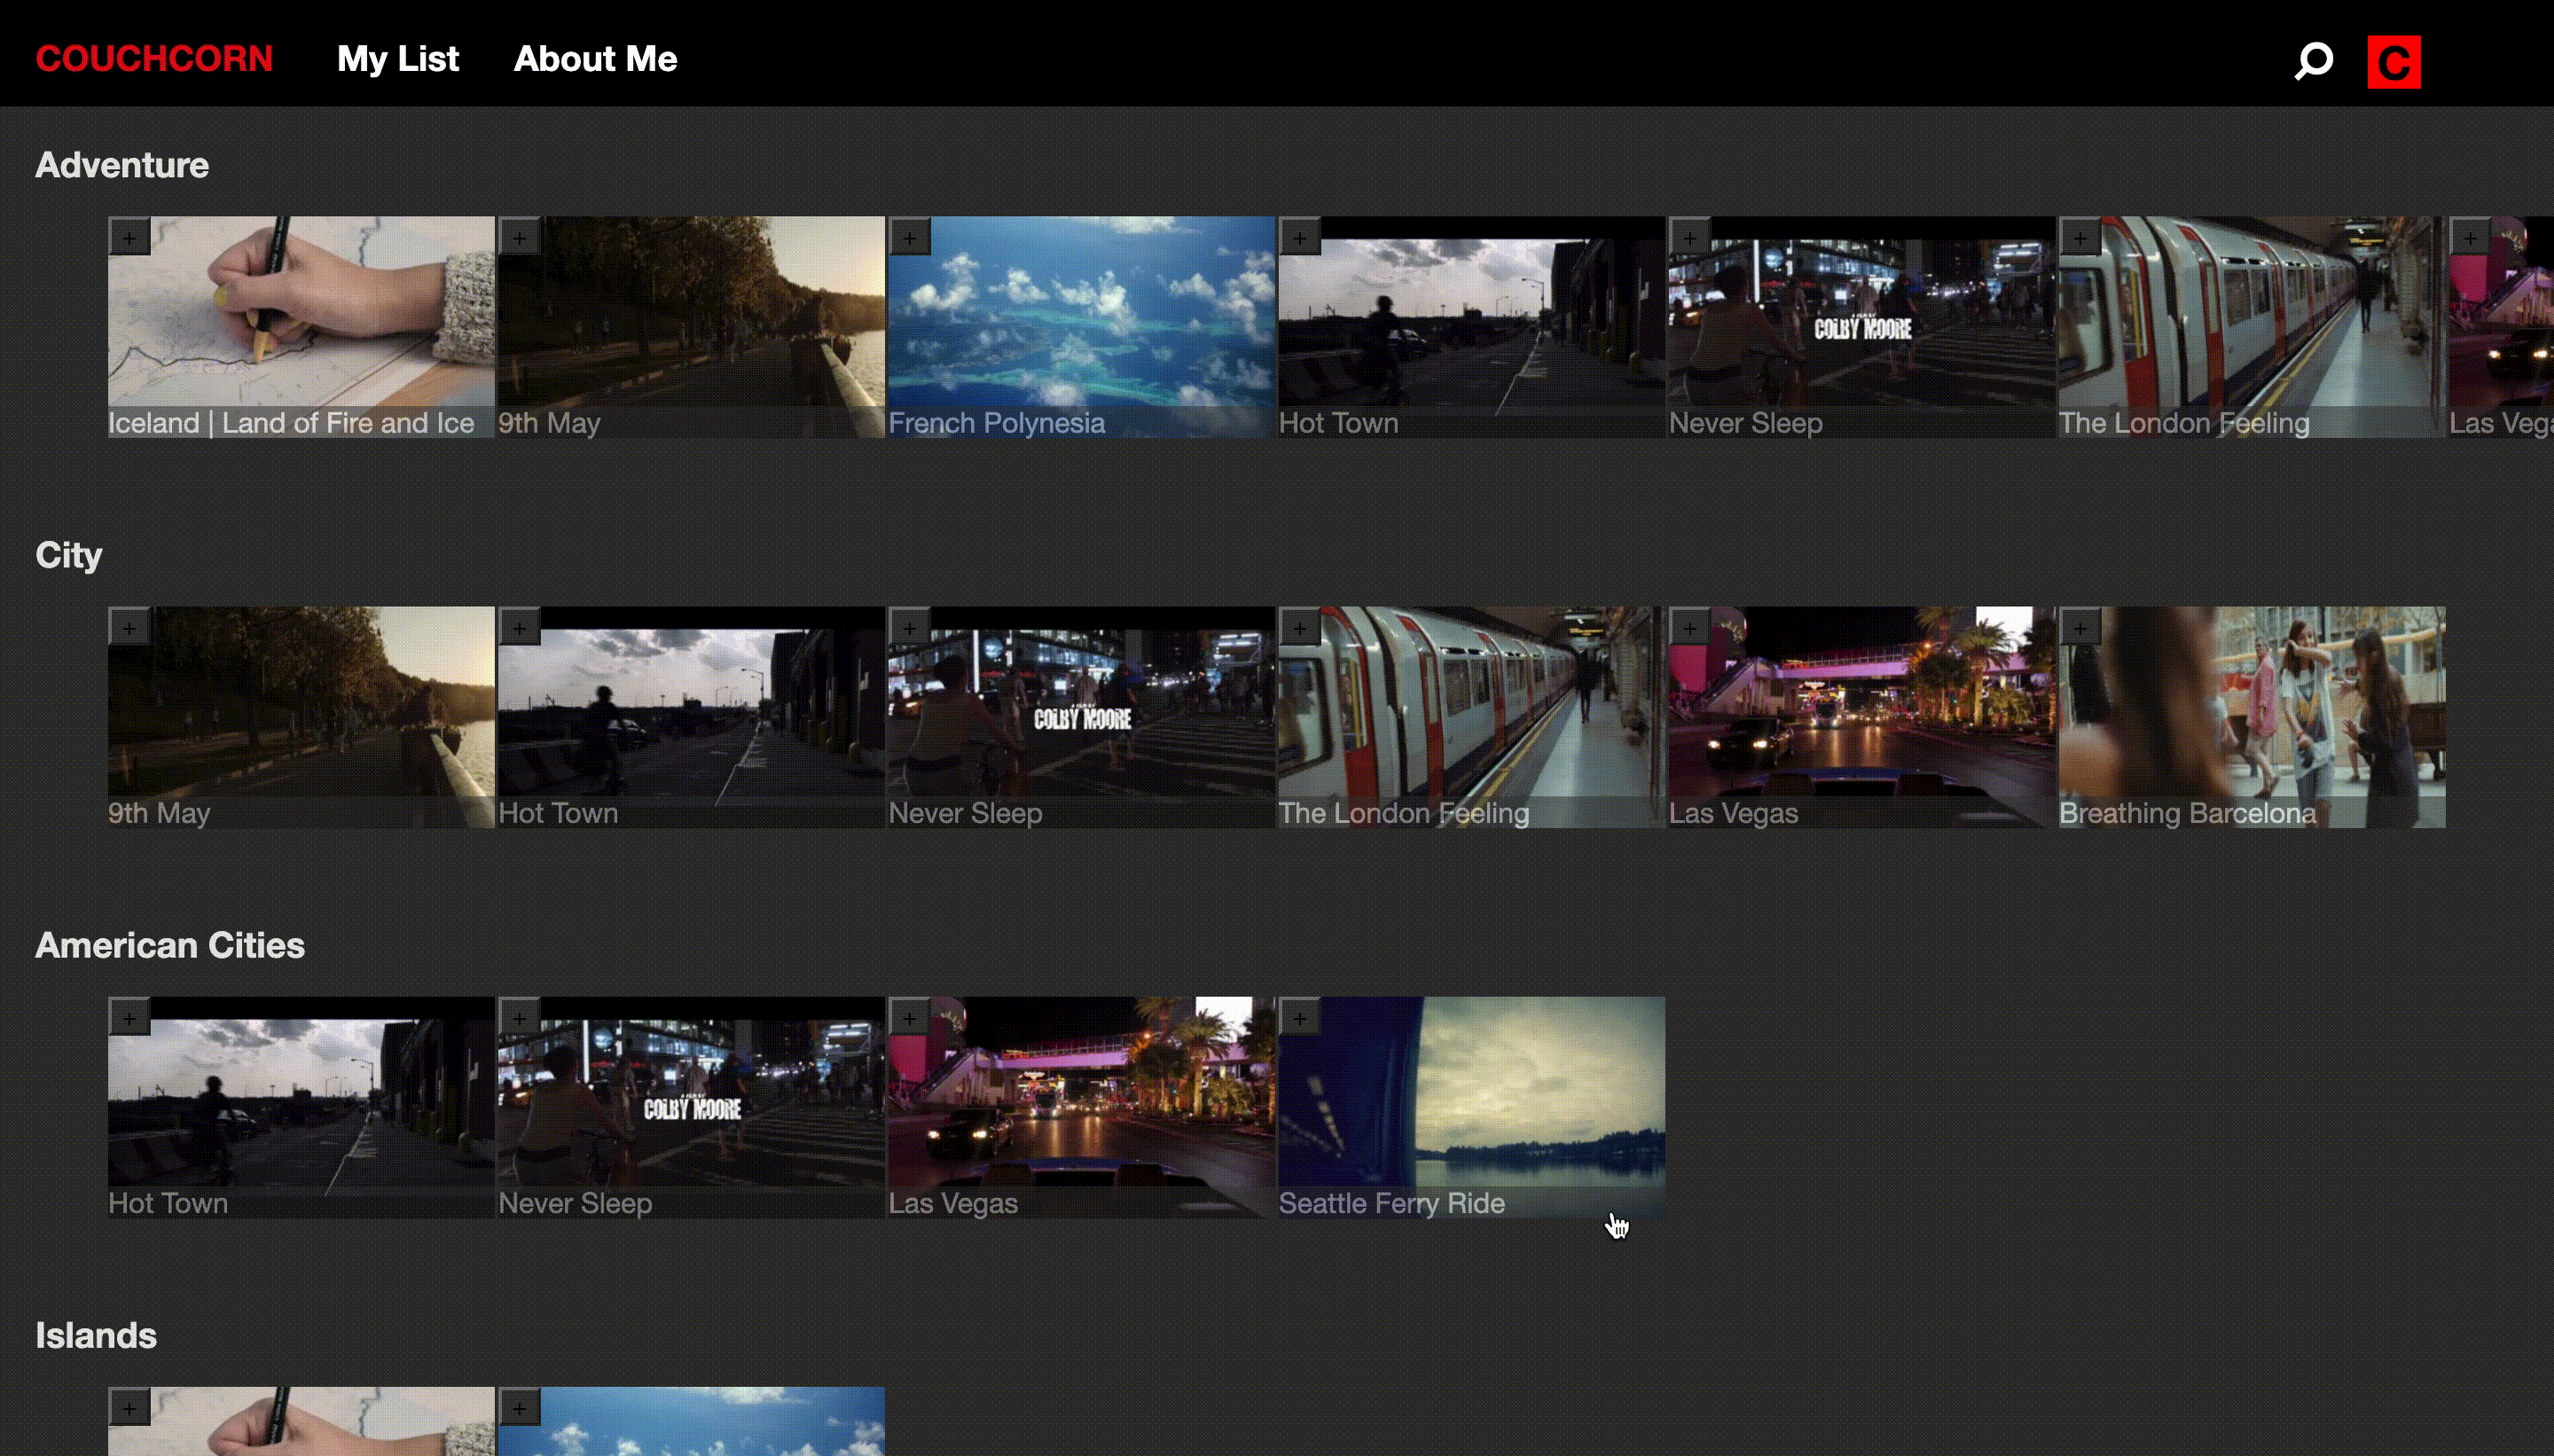 COUCHCORN My List About Me C
Adventure
+ + + + + + +
COLBY MOORE
Iceland | Land of Fire and Ice 9th May French Polynesia Hot Town Never Sleep The London Feeling Las
City
+ + + + + +
COLBY MOORE
9th May Hot Town Never Sleep The London Feeling Las Vegas Breathing Barcelona
American Cities
+ + + +
COLBY MOORE
Hot Town Never Sleep Las Vegas Seattle Ferry Ride
Islands
+ +